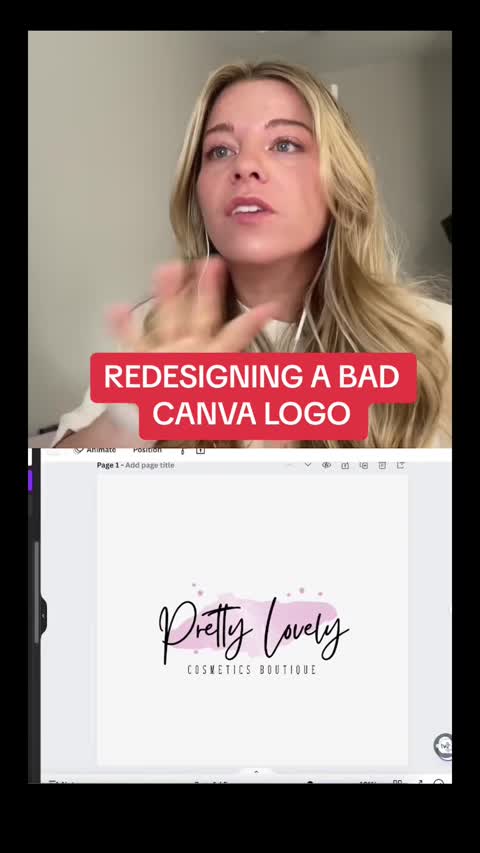 REDESIGNING A BAD
CANVA LOGO
Animate Position
Page 1 - Add page title
Pretty Lovely
COSMETICS BOUTIQUE